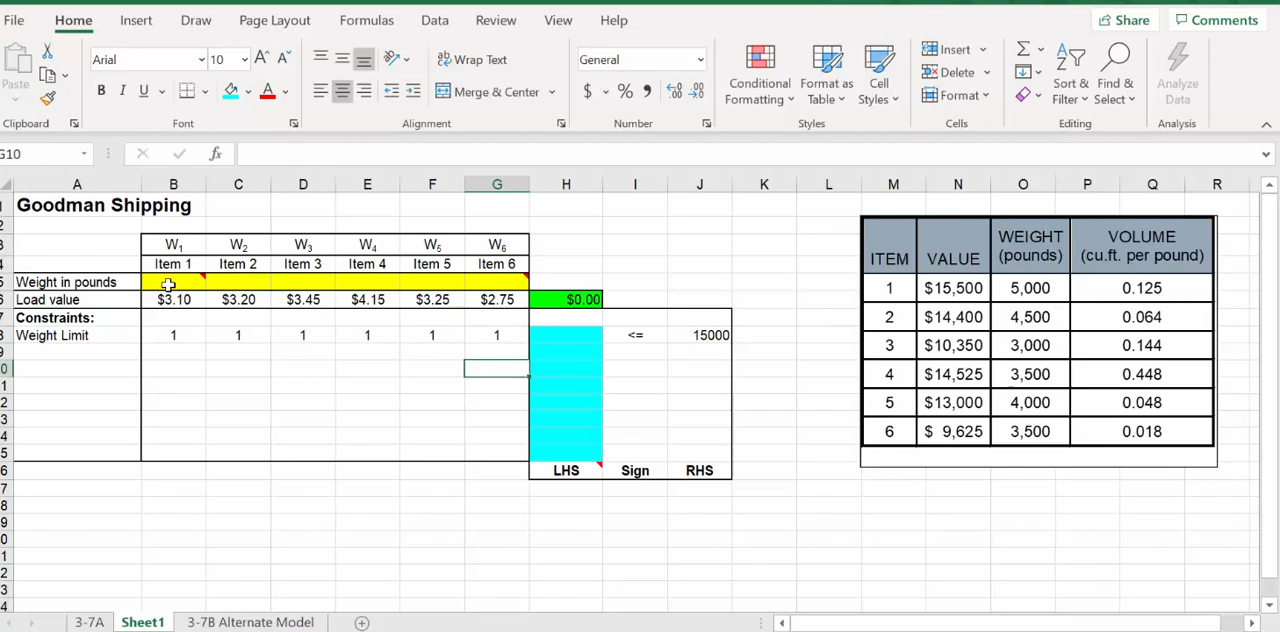 File Home Insert Draw Page Layout Formulas Data Review View Help Share Comments
Paste Arial 10 A A ab Wrap Text General Conditional Formatting Format as Table Cell Styles Insert Delete Format Sort & Filter Find & Select Analyze Data
B I U A Merge & Center $ % 9
Clipboard Font Alignment Number Styles Cells Editing Analysis
G10 fx
A B C D E F G H I J K L M N O P Q R
Goodman Shipping
W1 W2 W3 W4 W5 W6
Item 1 Item 2 Item 3 Item 4 Item 5 Item 6
Weight in pounds
Load value $3.10 $3.20 $3.45 $4.15 $3.25 $2.75 $0.00
Constraints:
Weight Limit 1 1 1 1 1 1 <= 15000
LHS Sign RHS
ITEM VALUE WEIGHT (pounds) VOLUME (cu.ft. per pound)
1 $15,500 5,000 0.125
2 $14,400 4,500 0.064
3 $10,350 3,000 0.144
4 $14,525 3,500 0.448
5 $13,000 4,000 0.048
6 $ 9,625 3,500 0.018
3-7A Sheet1 3-7B Alternate Model